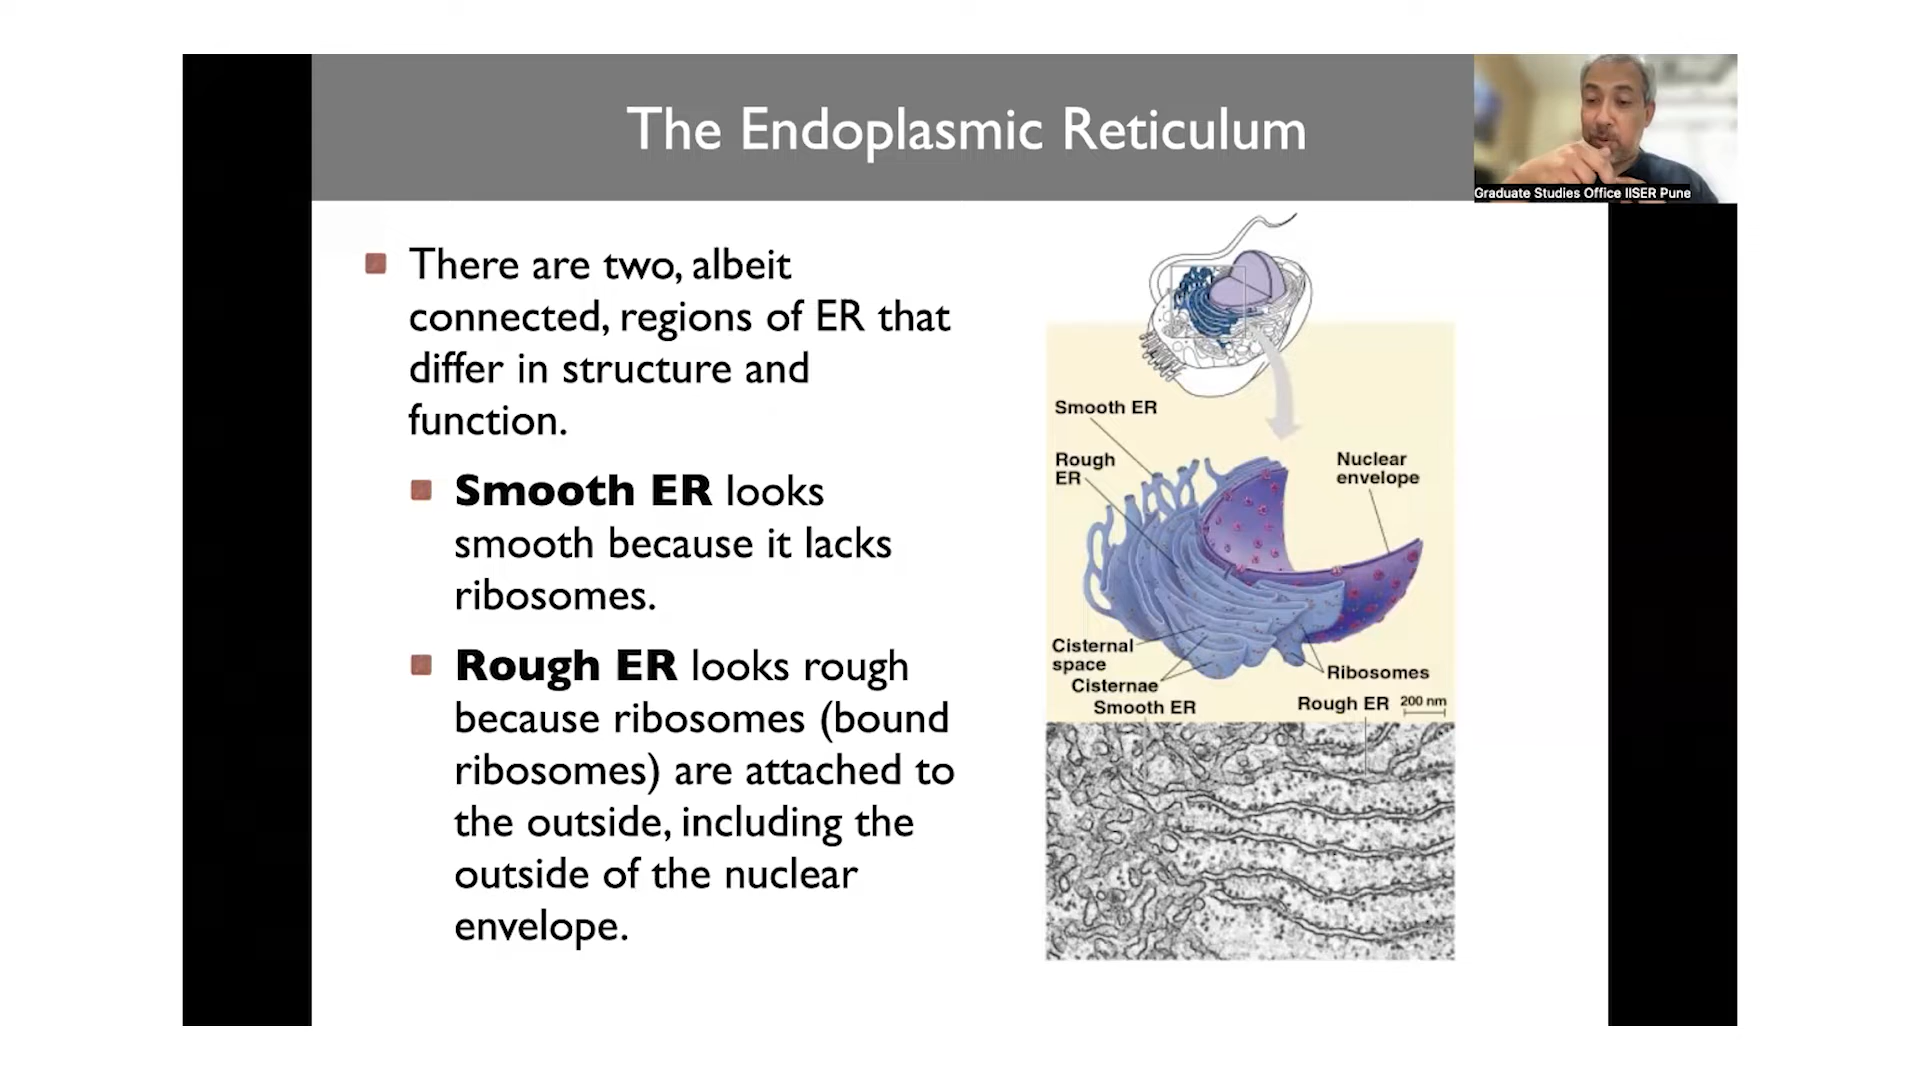 The Endoplasmic Reticulum
Graduate Studies Office IISER Pune
There are two, albeit
connected, regions of ER that
differ in structure and
function.
Smooth ER looks
smooth because it lacks
ribosomes.
Rough ER looks rough
because ribosomes (bound
ribosomes) are attached to
the outside, including the
outside of the nuclear
envelope.
Smooth ER
Rough
ER
Nuclear
envelope
Cisternal
space
Cisternae
Ribosomes
Smooth ER
Rough ER
200 nm